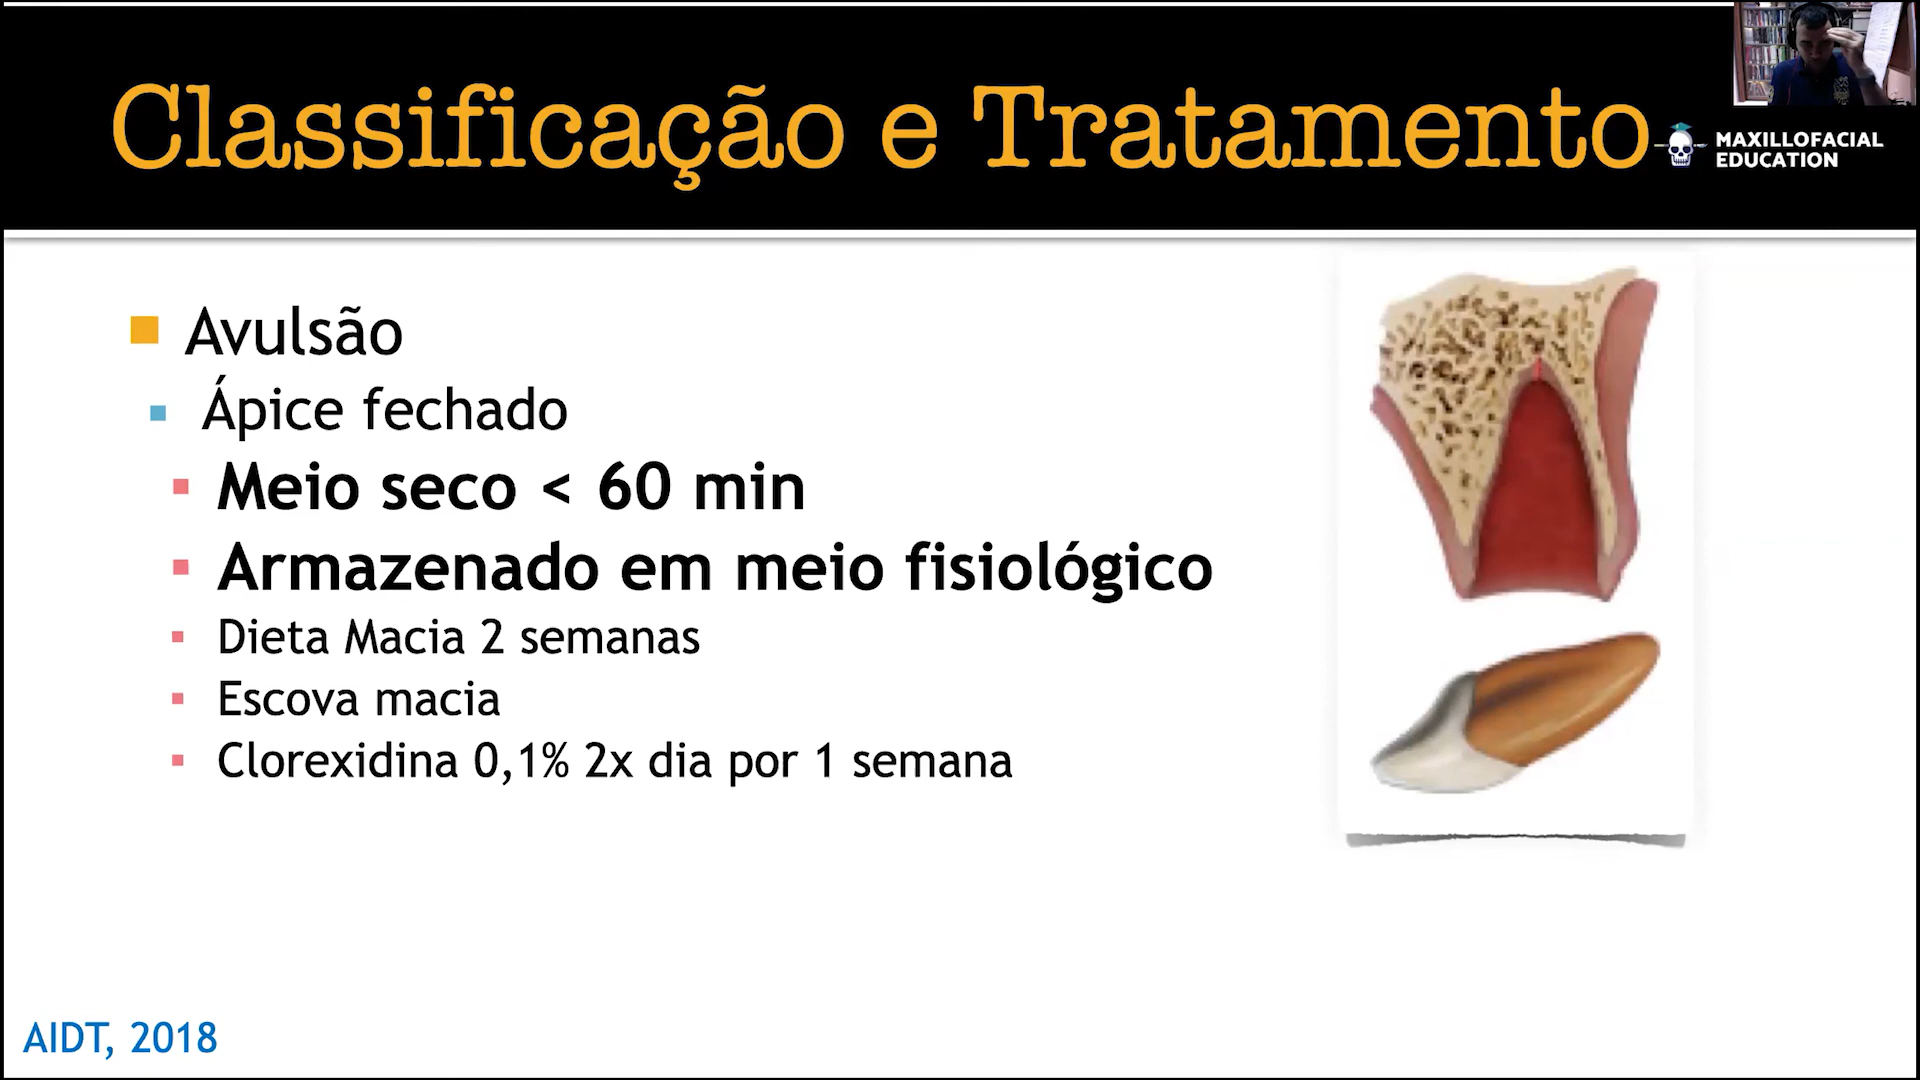 Classificação e Tratamento
MAXILLOFACIAL
EDUCATION
Avulsão
Ápice fechado
Meio seco < 60 min
Armazenado em meio fisiológico
Dieta Macia 2 semanas
Escova macia
Clorexidina 0,1% 2x dia por 1 semana
AIDT, 2018